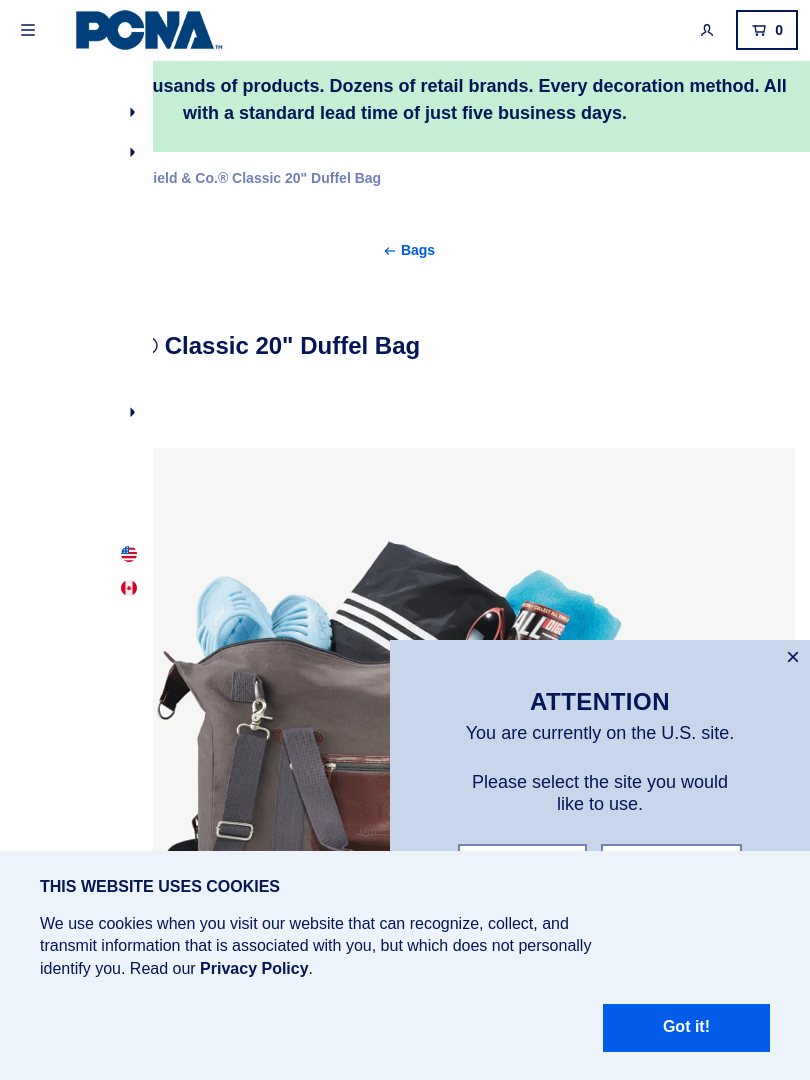 PCNA™
0
usands of products. Dozens of retail brands. Every decoration method. All
with a standard lead time of just five business days.
ield & Co.® Classic 20" Duffel Bag
← Bags
Classic 20" Duffel Bag
ATTENTION
You are currently on the U.S. site.
Please select the site you would
like to use.
THIS WEBSITE USES COOKIES
We use cookies when you visit our website that can recognize, collect, and
transmit information that is associated with you, but which does not personally
identify you. Read our Privacy Policy.
Got it!